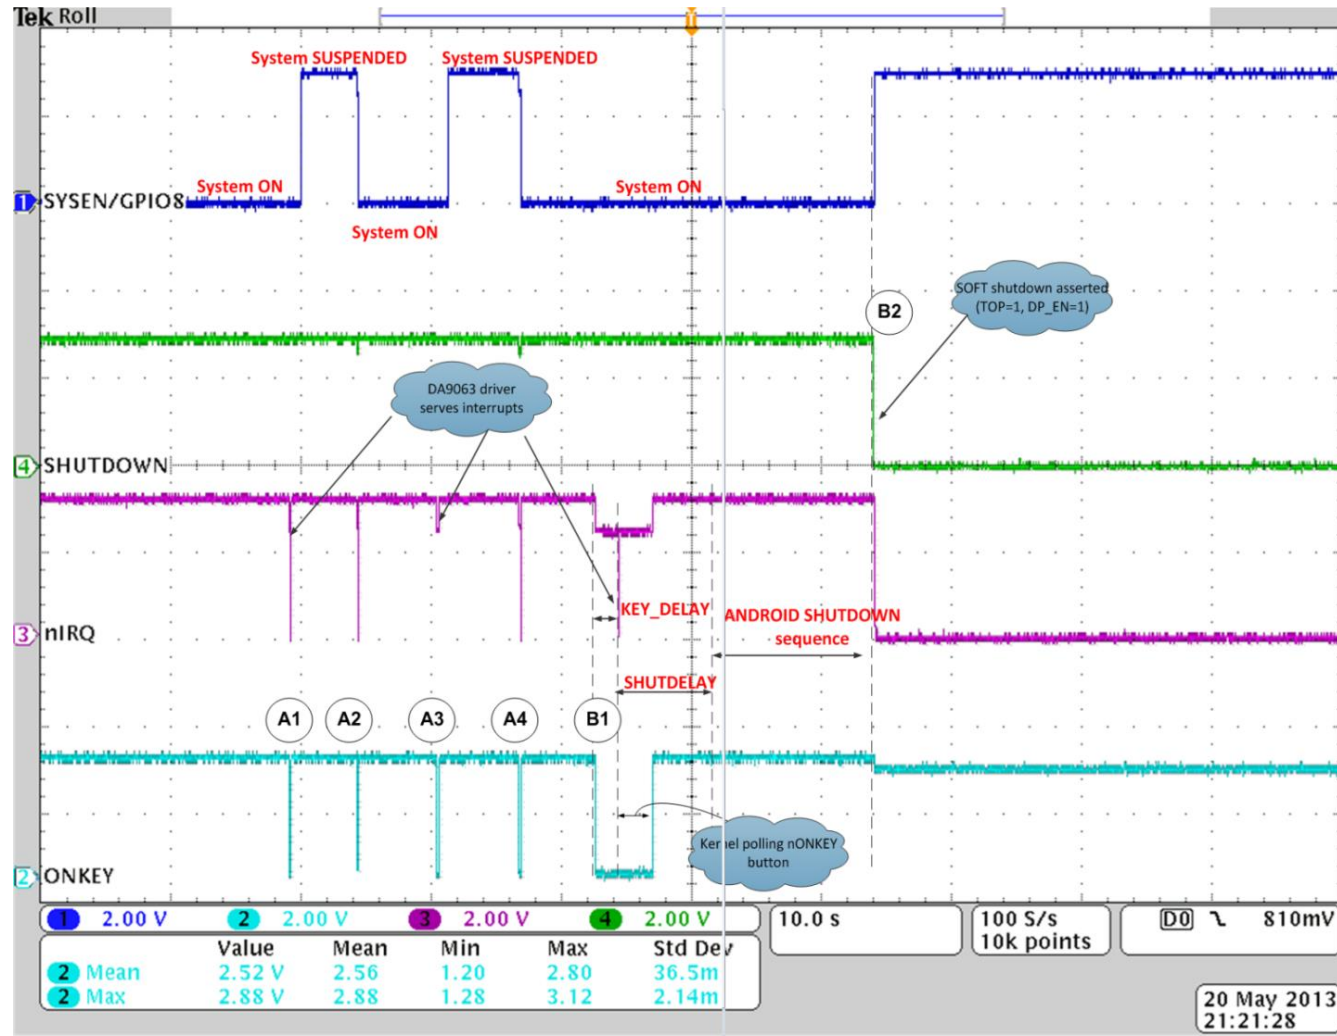 Tek Roll
T
System SUSPENDED
System SUSPENDED
System ON
System ON
1 SYSEN/GPIO8
System ON
SOFT shutdown asserted
(TOP=1, DP_EN=1)
B2
DA9063 driver
serves interrupts
4 SHUTDOWN
KEY_DELAY
ANDROID SHUTDOWN
sequence
3 nIRQ
SHUTDELAY
A1
A2
A3
A4
B1
Kernel polling nONKEY
button
2 ONKEY
1 2.00 V 2 2.00 V 3 2.00 V 4 2.00 V
10.0 s
100 S/s
10k points
D0 810mV
Value Mean Min Max Std Dev
2 Mean 2.52 V 2.56 1.20 2.80 36.5m
2 Max 2.88 V 2.88 1.28 3.12 2.14m
20 May 2013
21:21:28